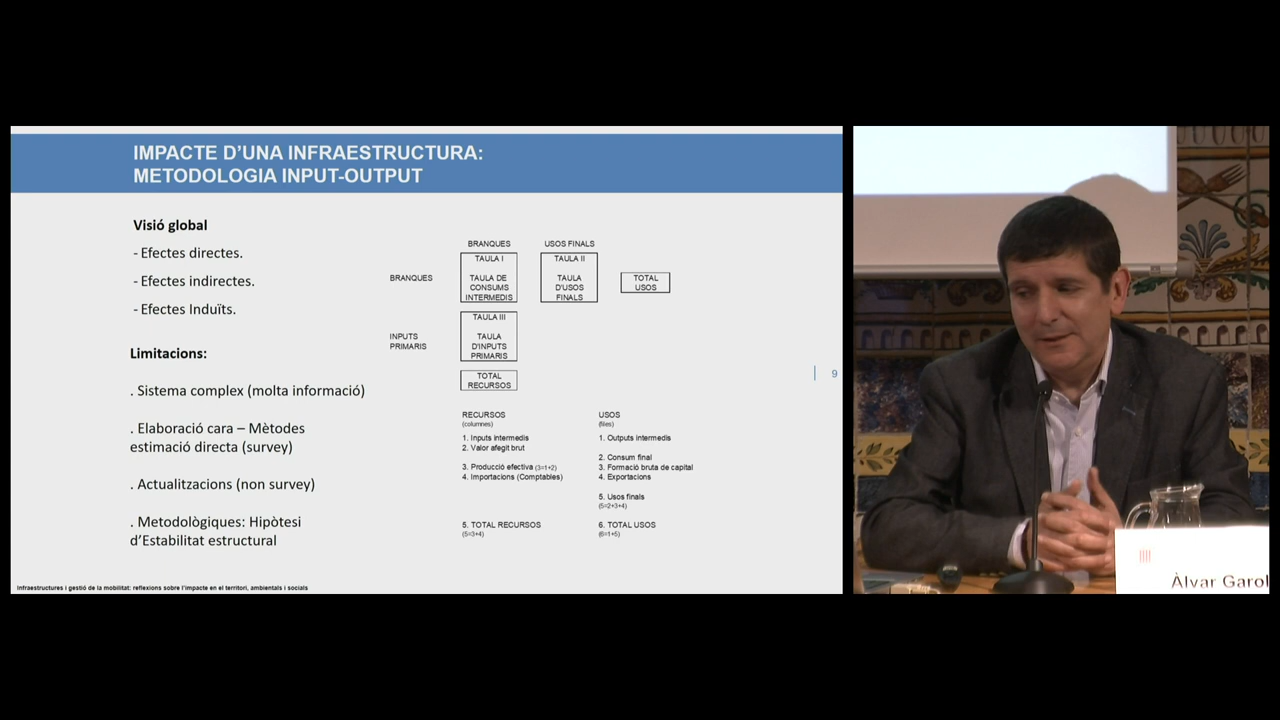 IMPACTE D'UNA INFRAESTRUCTURA:
METODOLOGIA INPUT-OUTPUT
Visió global
- Efectes directes.
- Efectes indirectes.
- Efectes Induïts.
Limitacions:
. Sistema complex (molta informació)
. Elaboració cara – Mètodes
estimació directa (survey)
. Actualitzacions (non survey)
. Metodològiques: Hipòtesi
d'Estabilitat estructural
BRANQUES
USOS FINALS
BRANQUES
TAULA I
TAULA DE
CONSUMS
INTERMEDIS
TAULA II
TAULA
D'USOS
FINALS
TOTAL
USOS
INPUTS
PRIMARIS
TAULA III
TAULA
D'INPUTS
PRIMARIS
TOTAL
RECURSOS
9
RECURSOS
(columnes)
1. Inputs intermedis
2. Valor afegit brut
3. Producció efectiva (3=1+2)
4. Importacions (Comptables)
5. TOTAL RECURSOS
(5=3+4)
USOS
(files)
1. Outputs intermedis
2. Consum final
3. Formació bruta de capital
4. Exportacions
5. Usos finals
(5=2+3+4)
6. TOTAL USOS
(6=1+5)
Infraestructures i gestió de la mobilitat: reflexions sobre l'impacte en el territori, ambientals i socials
Àlvar Garol